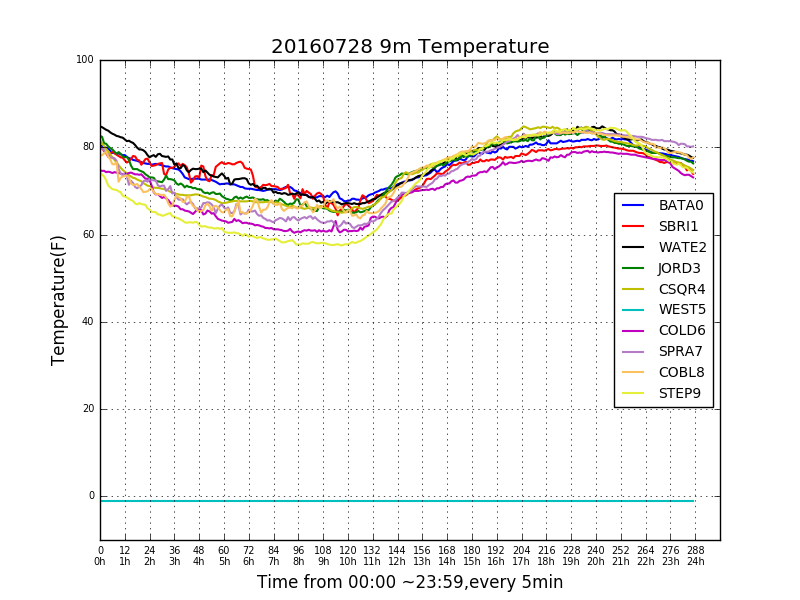 20160728 9m Temperature
100
80
60
40
20
0
Temperature(F)
BATA0
SBRI1
WATE2
JORD3
CSQR4
WEST5
COLD6
SPRA7
COBL8
STEP9
0 12 24 36 48 60 72 84 96 108 120 132 144 156 168 180 192 204 216 228 240 252 264 276 288
0h 1h 2h 3h 4h 5h 6h 7h 8h 9h 10h 11h 12h 13h 14h 15h 16h 17h 18h 19h 20h 21h 22h 23h 24h
Time from 00:00 ~23:59,every 5min